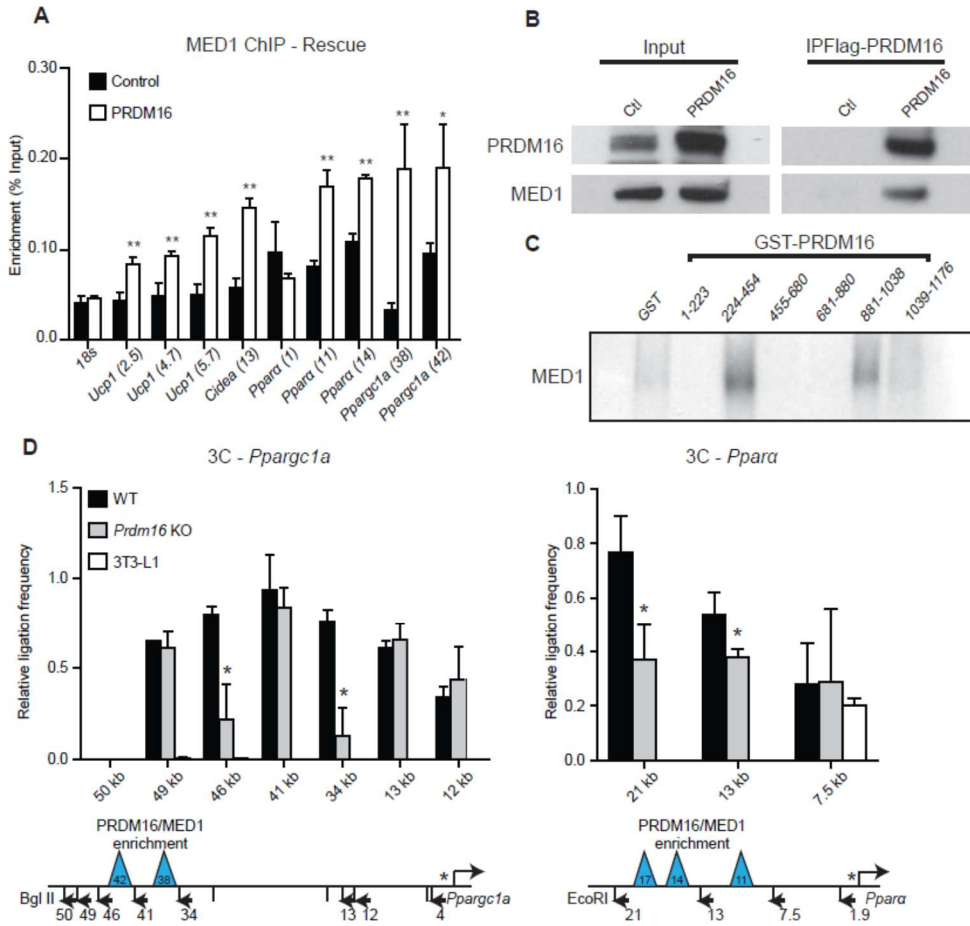 A
MED1 ChIP - Rescue
Enrichment (% Input)
0.30
0.20
0.10
0.0
Control
PRDM16
**
**
**
**
**
**
**
*
18s
Ucp1 (2.5)
Ucp1 (4.7)
Ucp1 (5.7)
Cidea (13)
Pparα (1)
Pparα (11)
Pparα (14)
Ppargc1a (38)
Ppargc1a (42)
B
Input
IPFlag-PRDM16
Ctl
PRDM16
Ctl
PRDM16
PRDM16
MED1
C
GST-PRDM16
GST
1-223
224-454
455-680
681-880
881-1038
1039-1176
MED1
D
3C - Ppargc1a
Relative ligation frequency
1.5
1.0
0.5
0.0
WT
Prdm16 KO
3T3-L1
*
*
50 kb
49 kb
46 kb
41 kb
34 kb
13 kb
12 kb
PRDM16/MED1
enrichment
42
38
*
Bgl II
Ppargc1a
50
49
46
41
34
13
12
4
3C - Pparα
Relative ligation frequency
1.0
0.8
0.6
0.4
0.2
0.0
*
*
21 kb
13 kb
7.5 kb
PRDM16/MED1
enrichment
17
14
11
*
EcoRI
Pparα
21
13
7.5
1.9